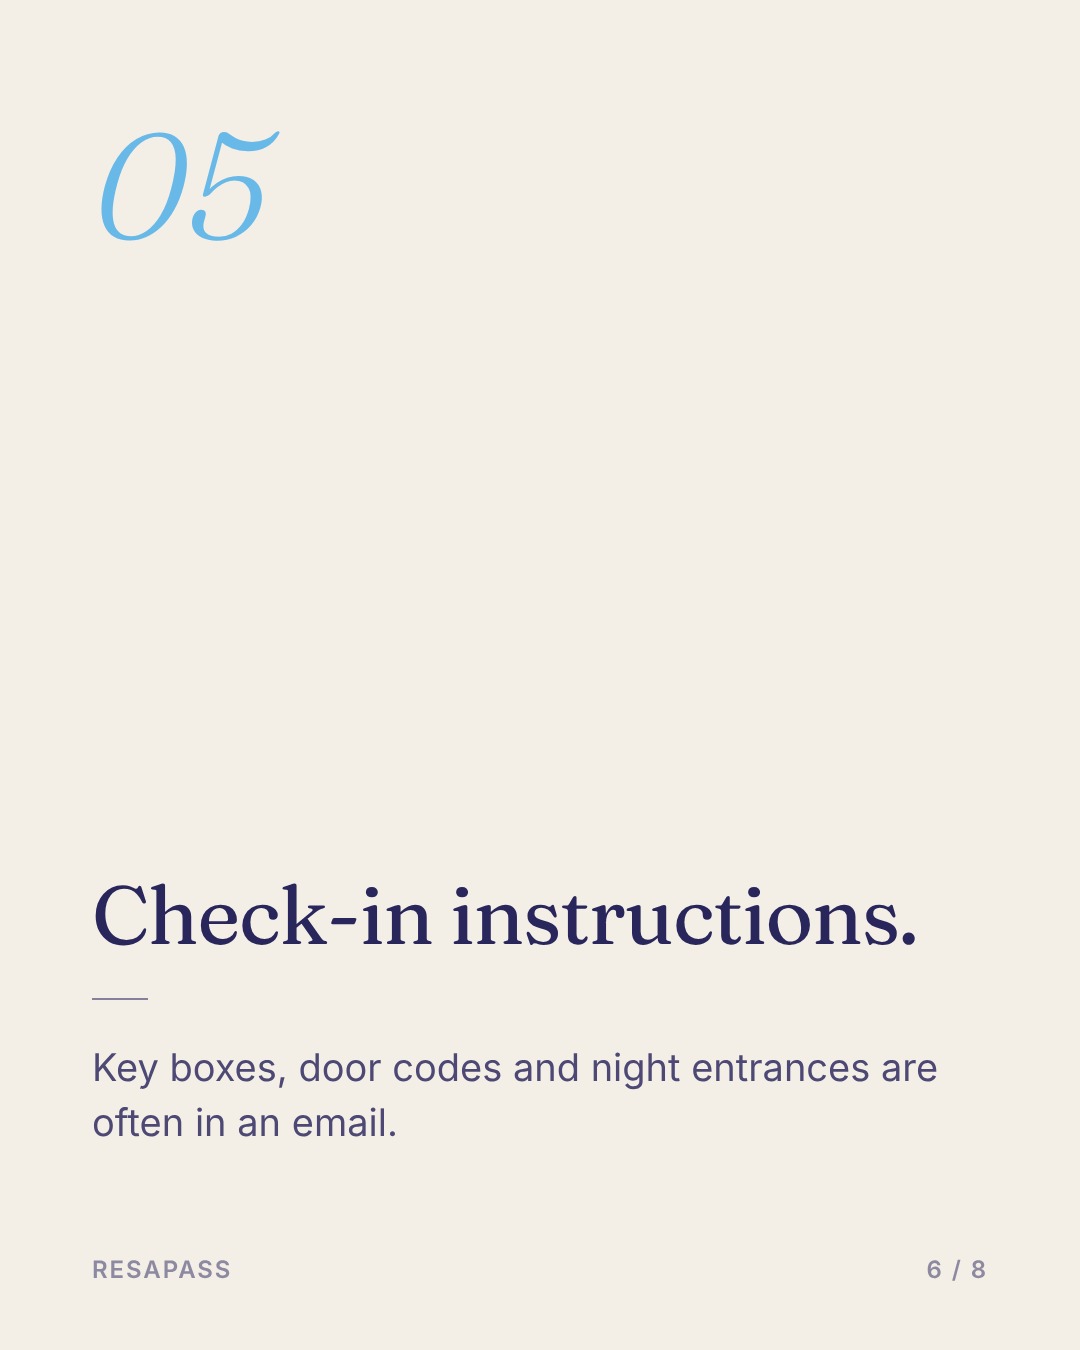 05
Check-in instructions.
Key boxes, door codes and night entrances are
often in an email.
RESAPASS
6 / 8